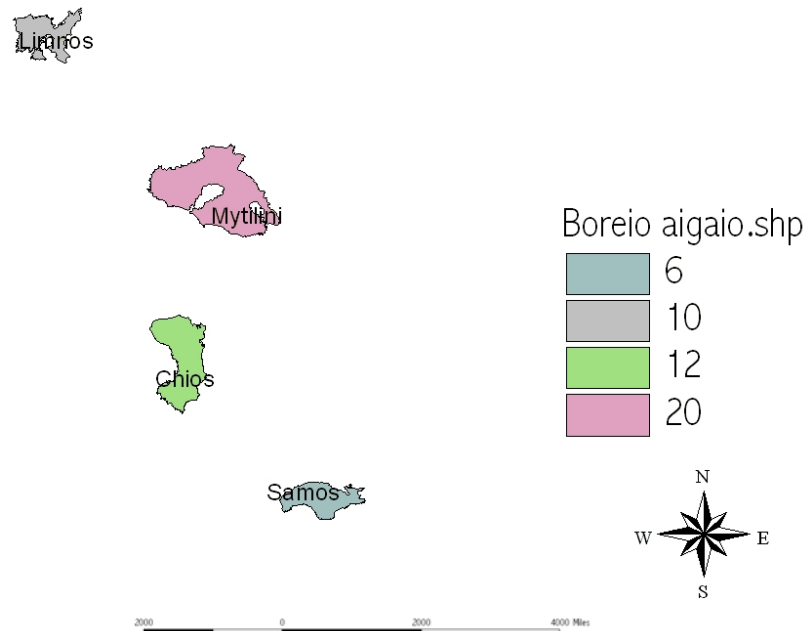 Limnos
Mytilini
Chios
Samos
Boreio aigaio.shp
6
10
12
20
N
W E
S
2000 0 2000 4000 Miles